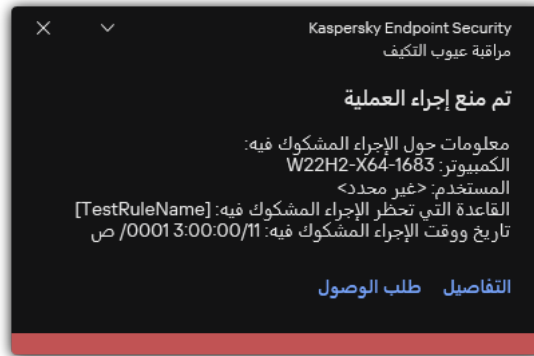 Kaspersky Endpoint Security
مراقبة عيوب التكيف
تم منع إجراء العملية
معلومات حول الإجراء المشكوك فيه:
الكمبيوتر: W22H2-X64-1683
المستخدم: <غير محدد>
القاعدة التي تحظر الإجراء المشكوك فيه: [TestRuleName]
تاريخ ووقت الإجراء المشكوك فيه: 11/‏0001 3:00:00/ ص
التفاصيل طلب الوصول